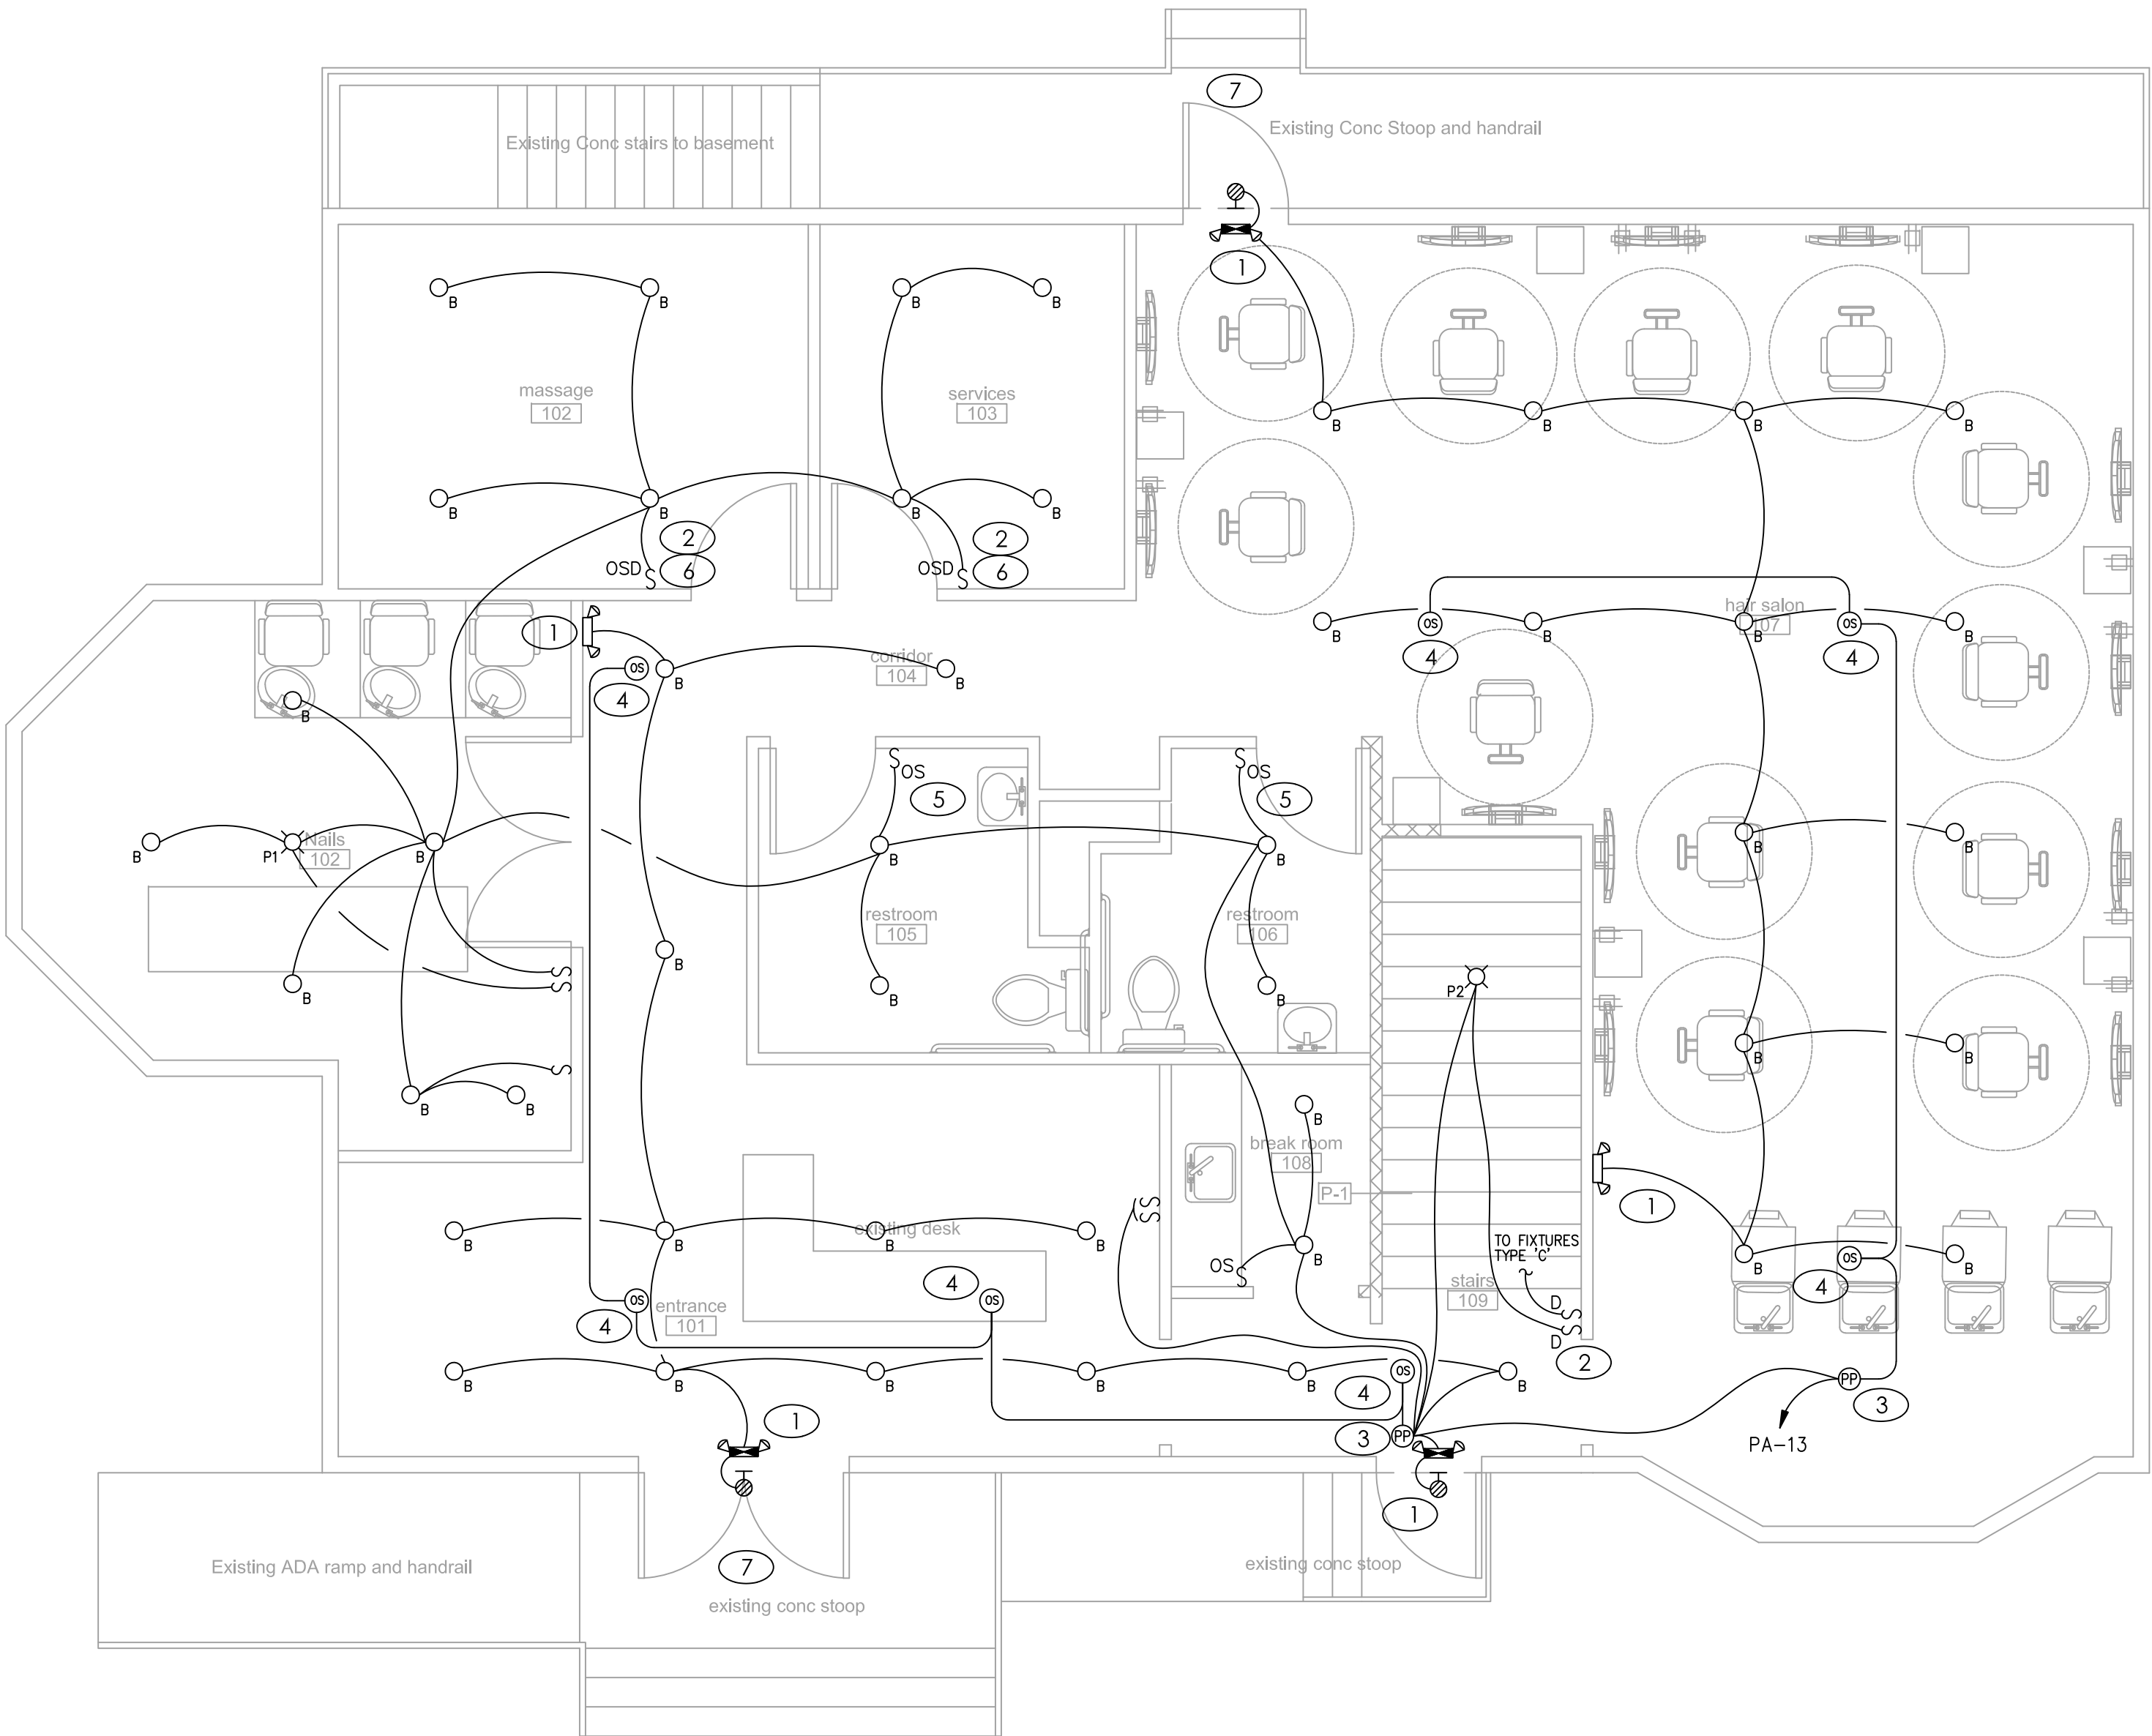 7
Existing Conc stairs to basement
Existing Conc Stoop and handrail
1
B
B
B
B
massage
102
services
103
B
B
B
B
B
B
B
B
2
2
OSD
6
OSD
6
1
hair salon
107
B
OS
B
B
OS
B
4
4
OS
B
corridor
104
B
4
B
OS
OS
5
5
B
P1
Nails
102
B
B
B
B
B
restroom
105
restroom
106
B
B
B
B
P2
B
B
B
B
B
B
break room
108
P-1
1
B
B
existing desk
B
B
B
OS
TO FIXTURES
TYPE 'C'
B
OS
B
4
4
OS
entrance
101
4
OS
stairs
109
D
D
2
B
B
B
B
B
OS
B
4
PP
3
1
3
PP
PA-13
1
7
Existing ADA ramp and handrail
existing conc stoop
existing conc stoop